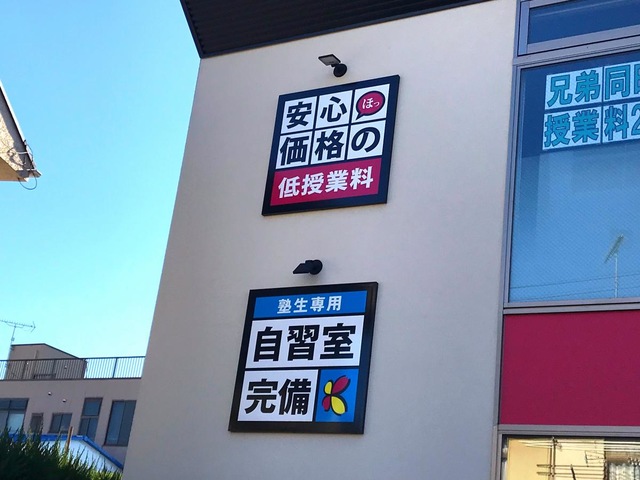 安心 ほっ
価格の
低授業料
塾生専用
自習室
完備
兄弟同
授業料2